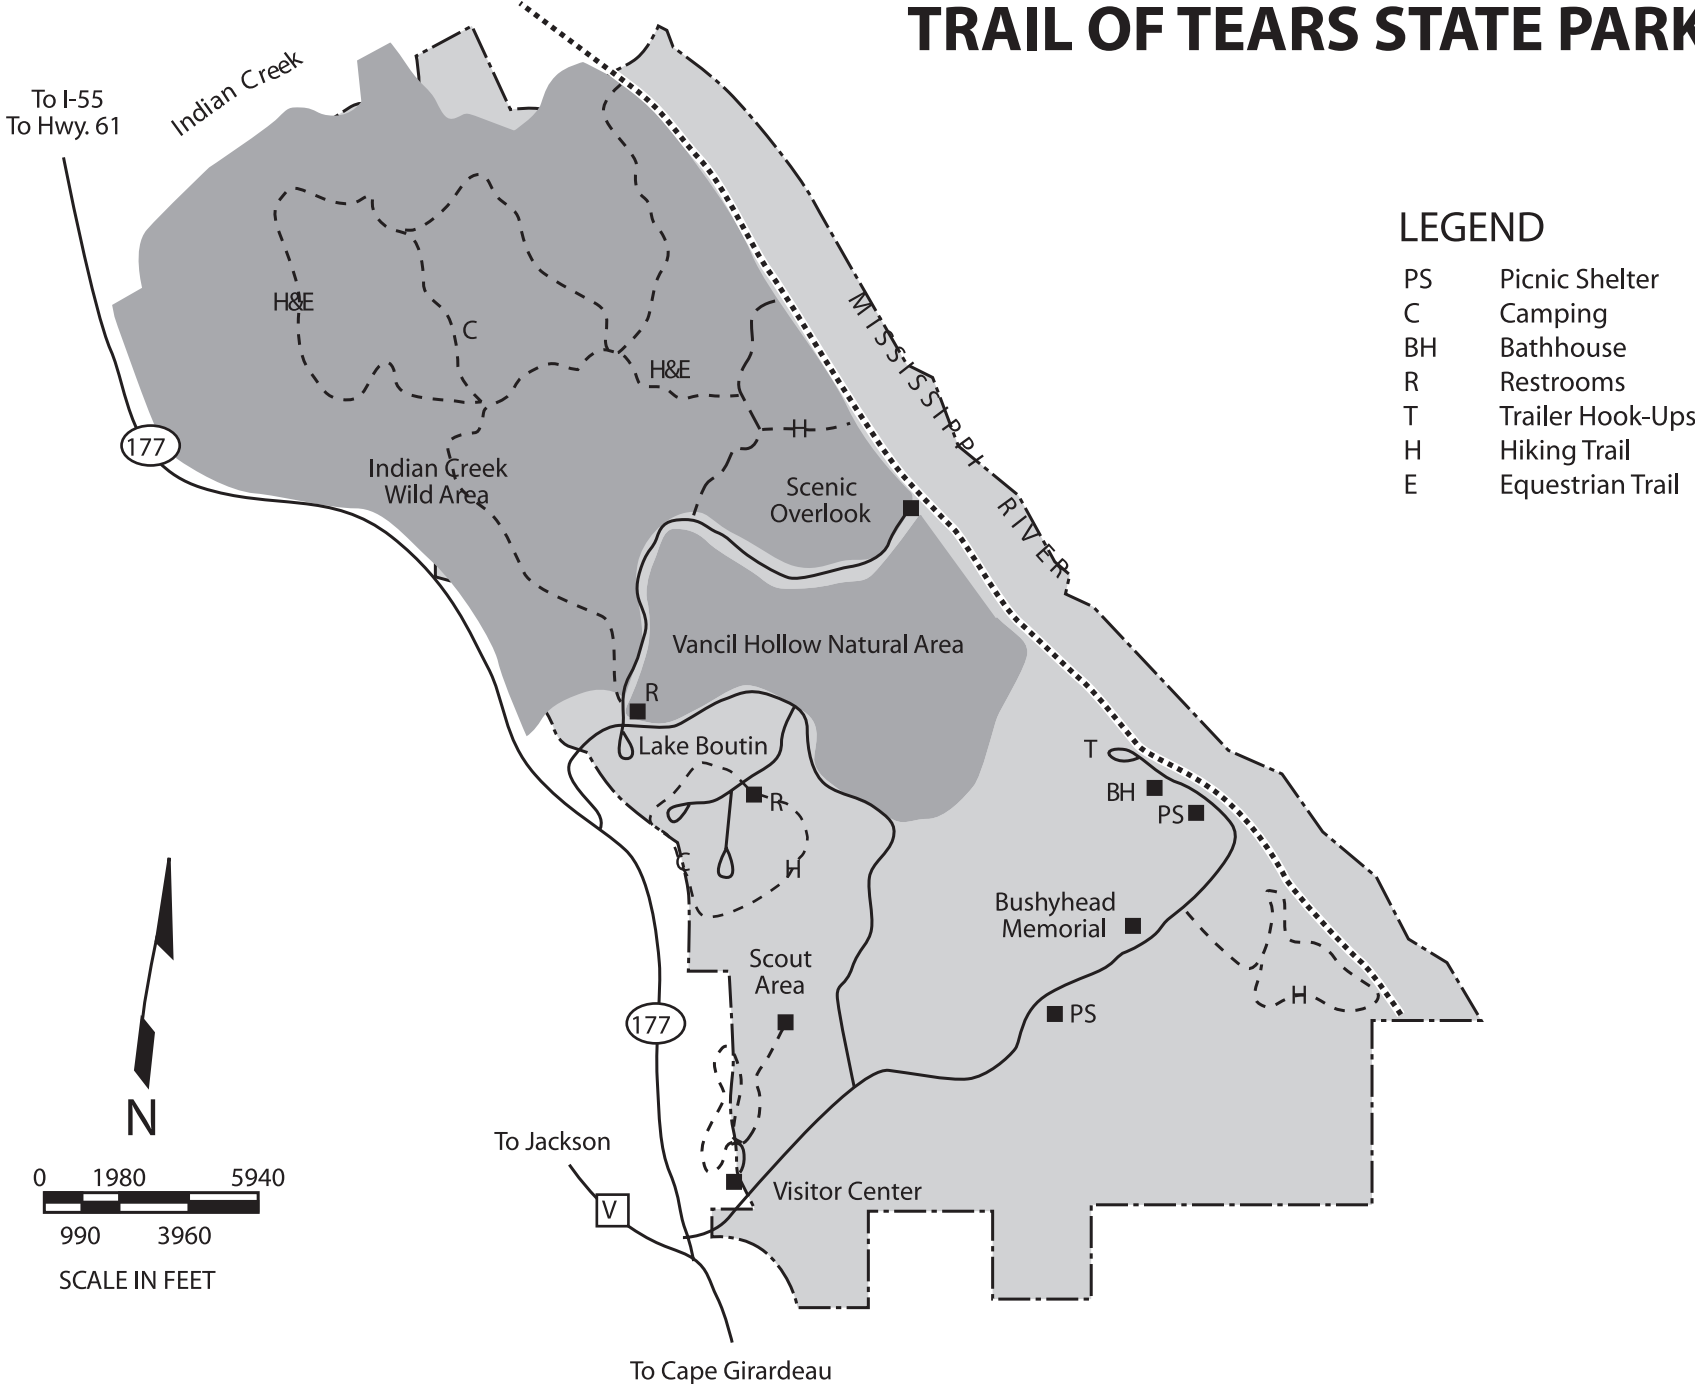 TRAIL OF TEARS STATE PARK
Indian Creek
To I-55
To Hwy. 61
LEGEND
PS Picnic Shelter
C Camping
BH Bathhouse
R Restrooms
T Trailer Hook-Ups
H Hiking Trail
E Equestrian Trail
MISSISSIPPI RIVER
H&E
C
H&E
H
177
Indian Creek
Wild Area
Scenic
Overlook
Vancil Hollow Natural Area
R
Lake Boutin
T
BH
PS
R
C
H
Bushyhead
Memorial
Scout
Area
H
PS
177
N
To Jackson
V
Visitor Center
0 1980 5940
990 3960
SCALE IN FEET
To Cape Girardeau